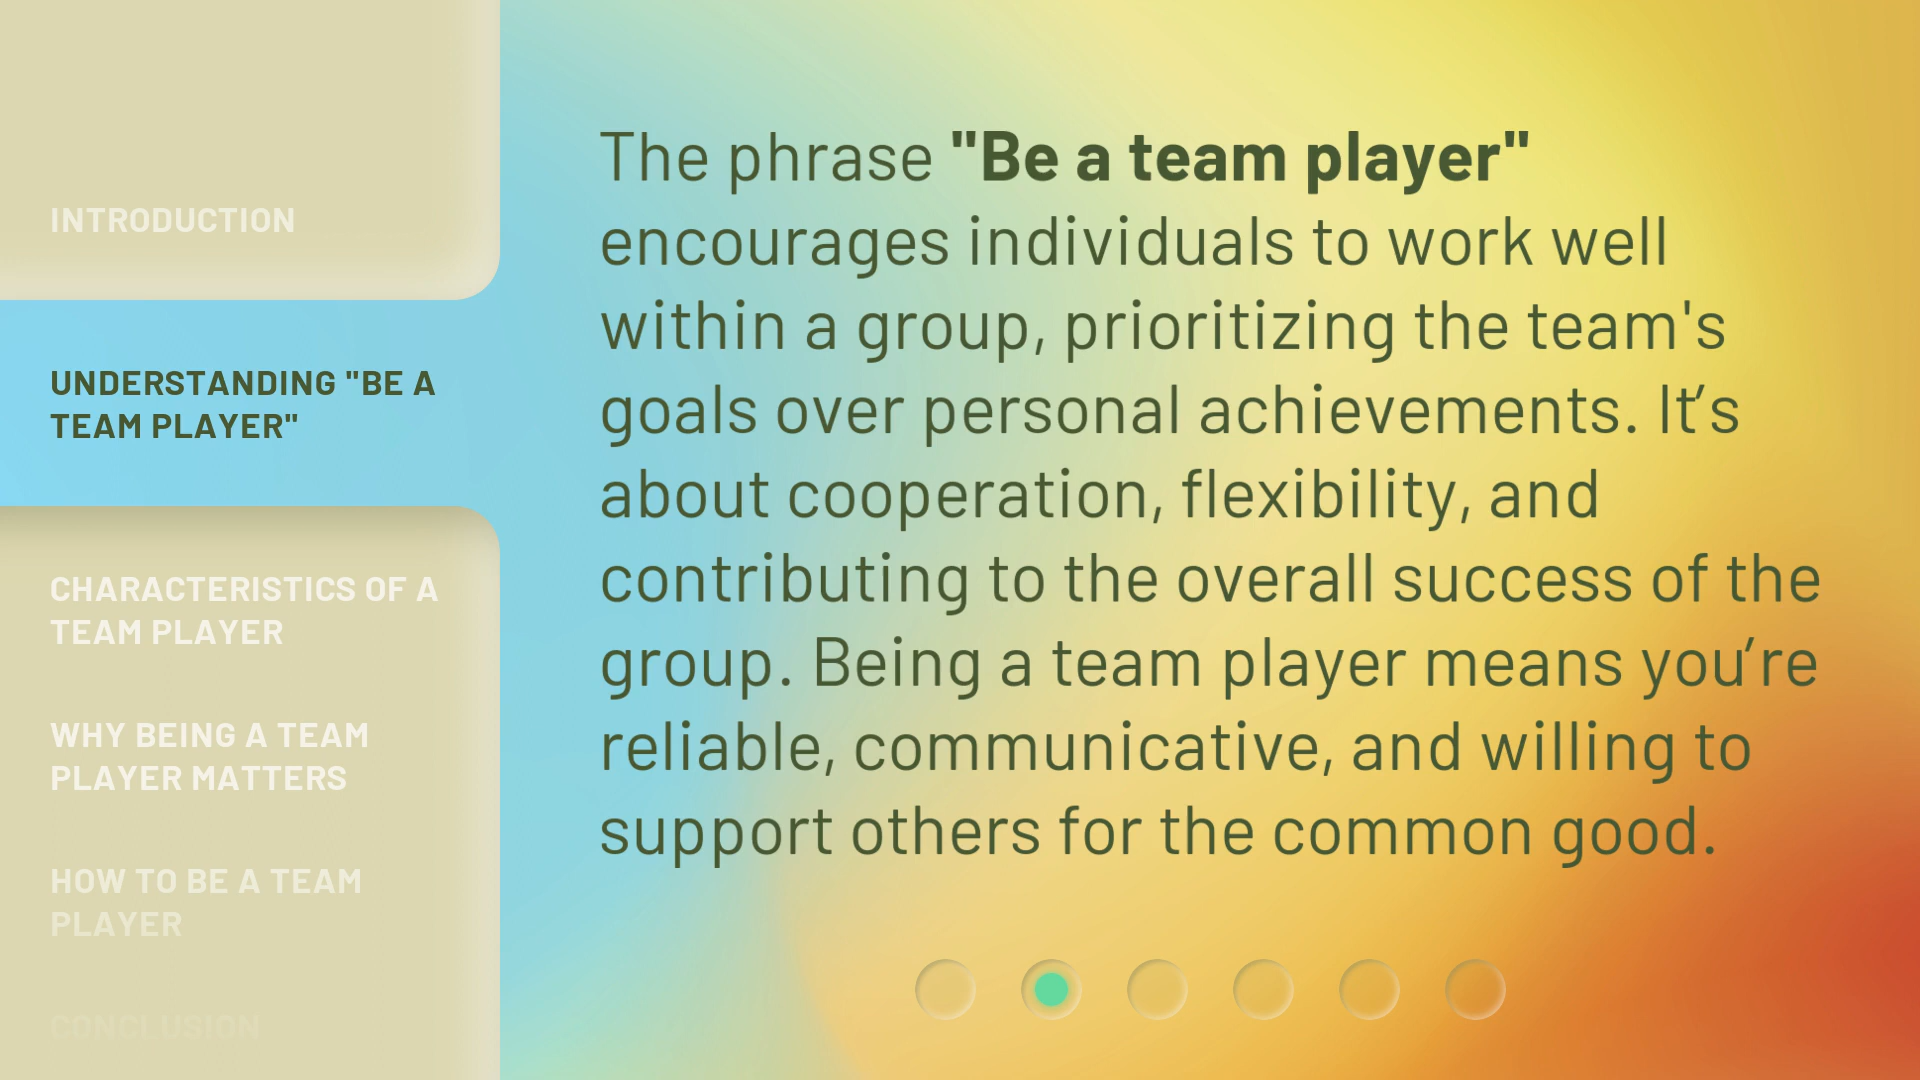 INTRODUCTION
UNDERSTANDING "BE A
TEAM PLAYER"
CHARACTERISTICS OF A
TEAM PLAYER
WHY BEING A TEAM
PLAYER MATTERS
HOW TO BE A TEAM
PLAYER
CONCLUSION
The phrase "Be a team player"
encourages individuals to work well
within a group, prioritizing the team's
goals over personal achievements. It’s
about cooperation, flexibility, and
contributing to the overall success of the
group. Being a team player means you’re
reliable, communicative, and willing to
support others for the common good.